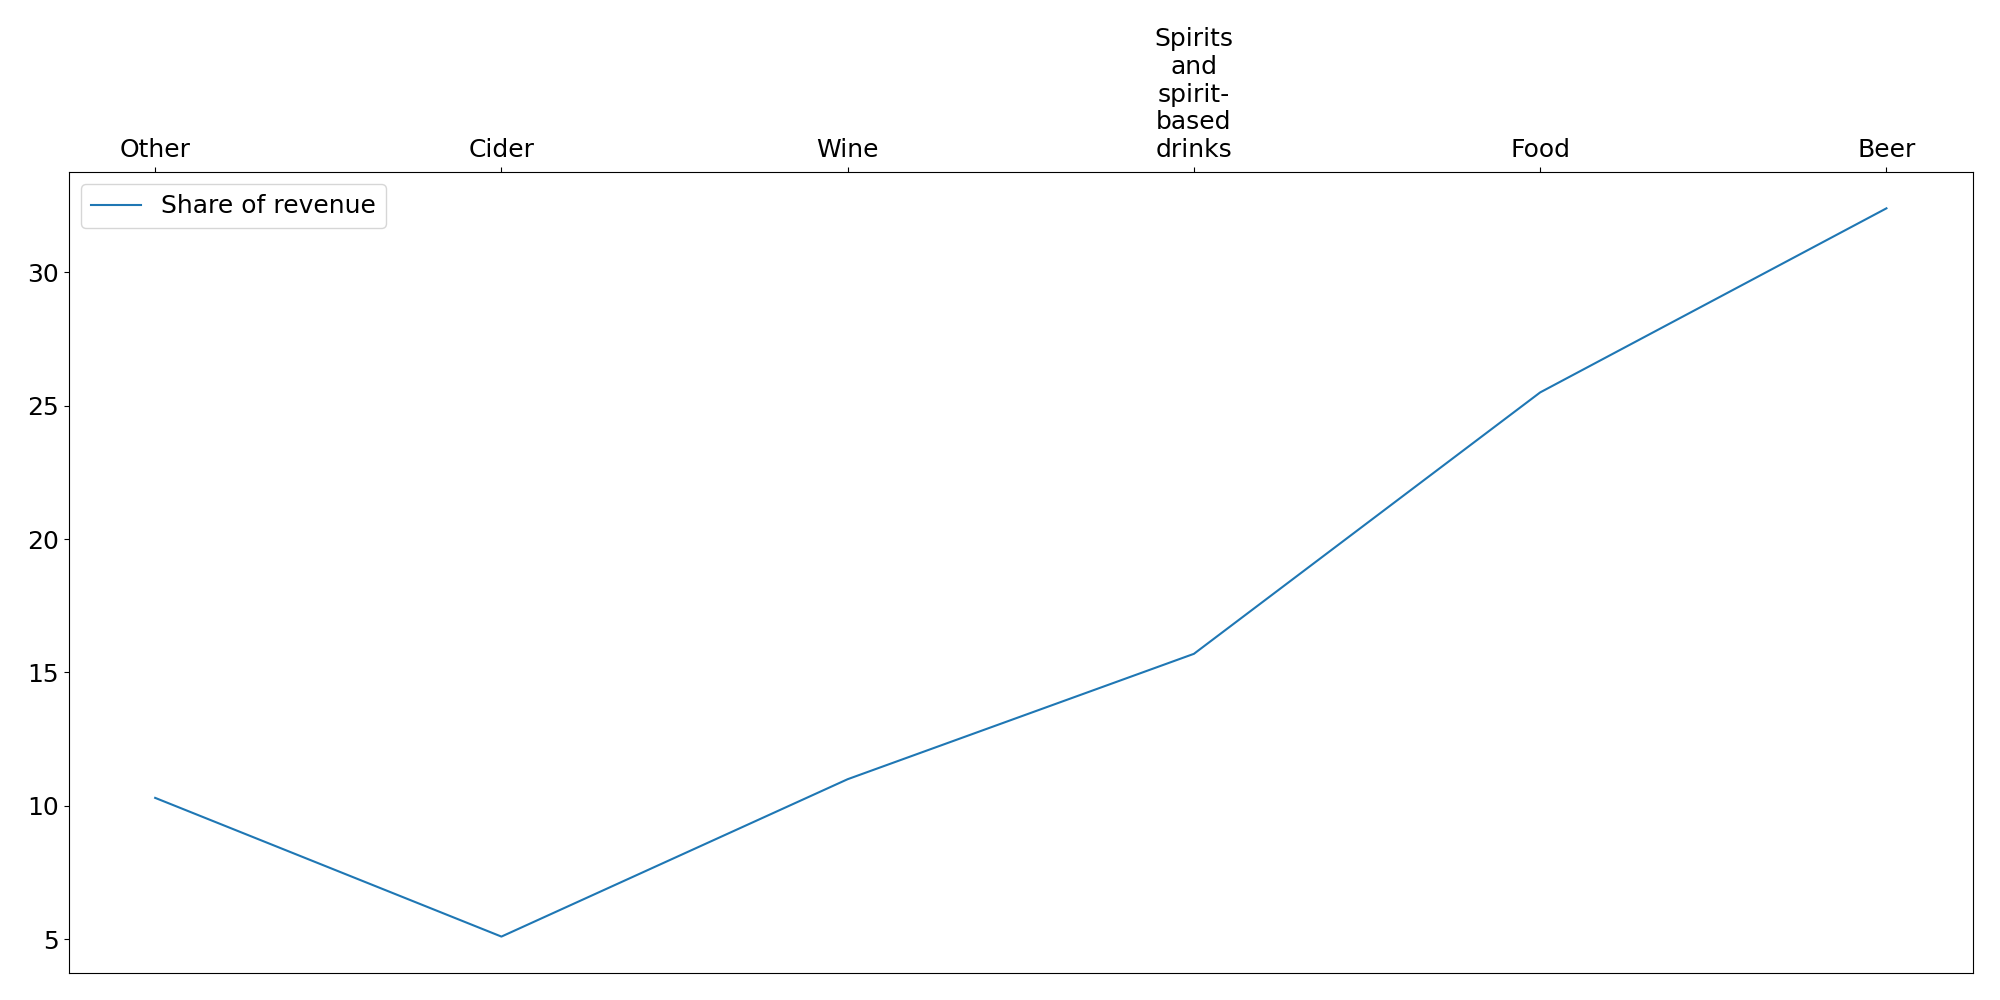 Spirits
and
spirit-
based
drinks
Other
Cider
Wine
Food
Beer
Share of revenue
30
25
20
15
10
5